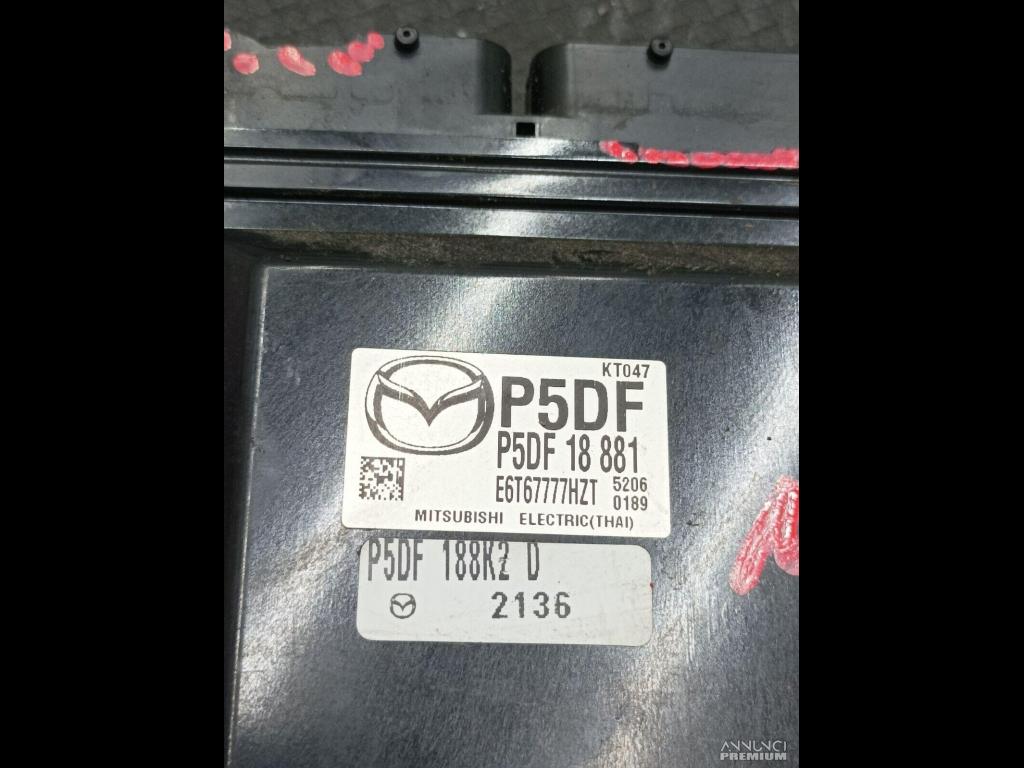 KT047
P5DF
P5DF 18 881
E6T67777HZT 5206
0189
MITSUBISHI ELECTRIC(THAI)
P5DF 188K2 D
2136
ANNUNCI
PREMIUM